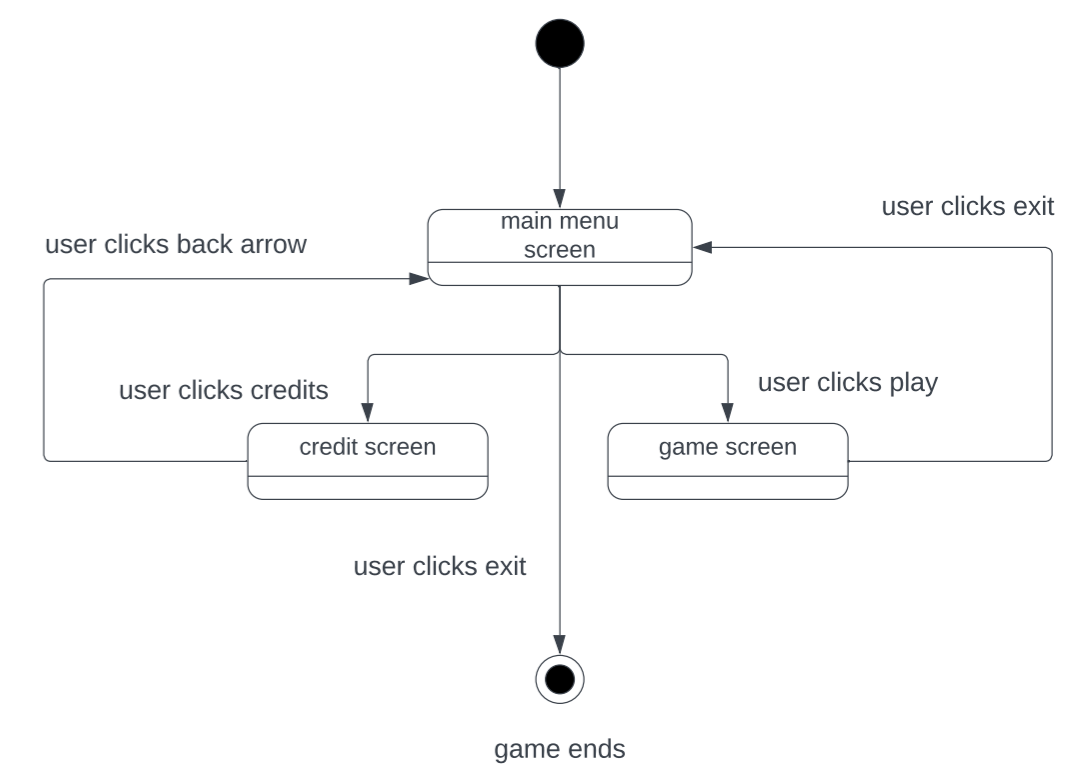 user clicks exit
main menu
screen
user clicks back arrow
user clicks credits
user clicks play
credit screen
game screen
user clicks exit
game ends